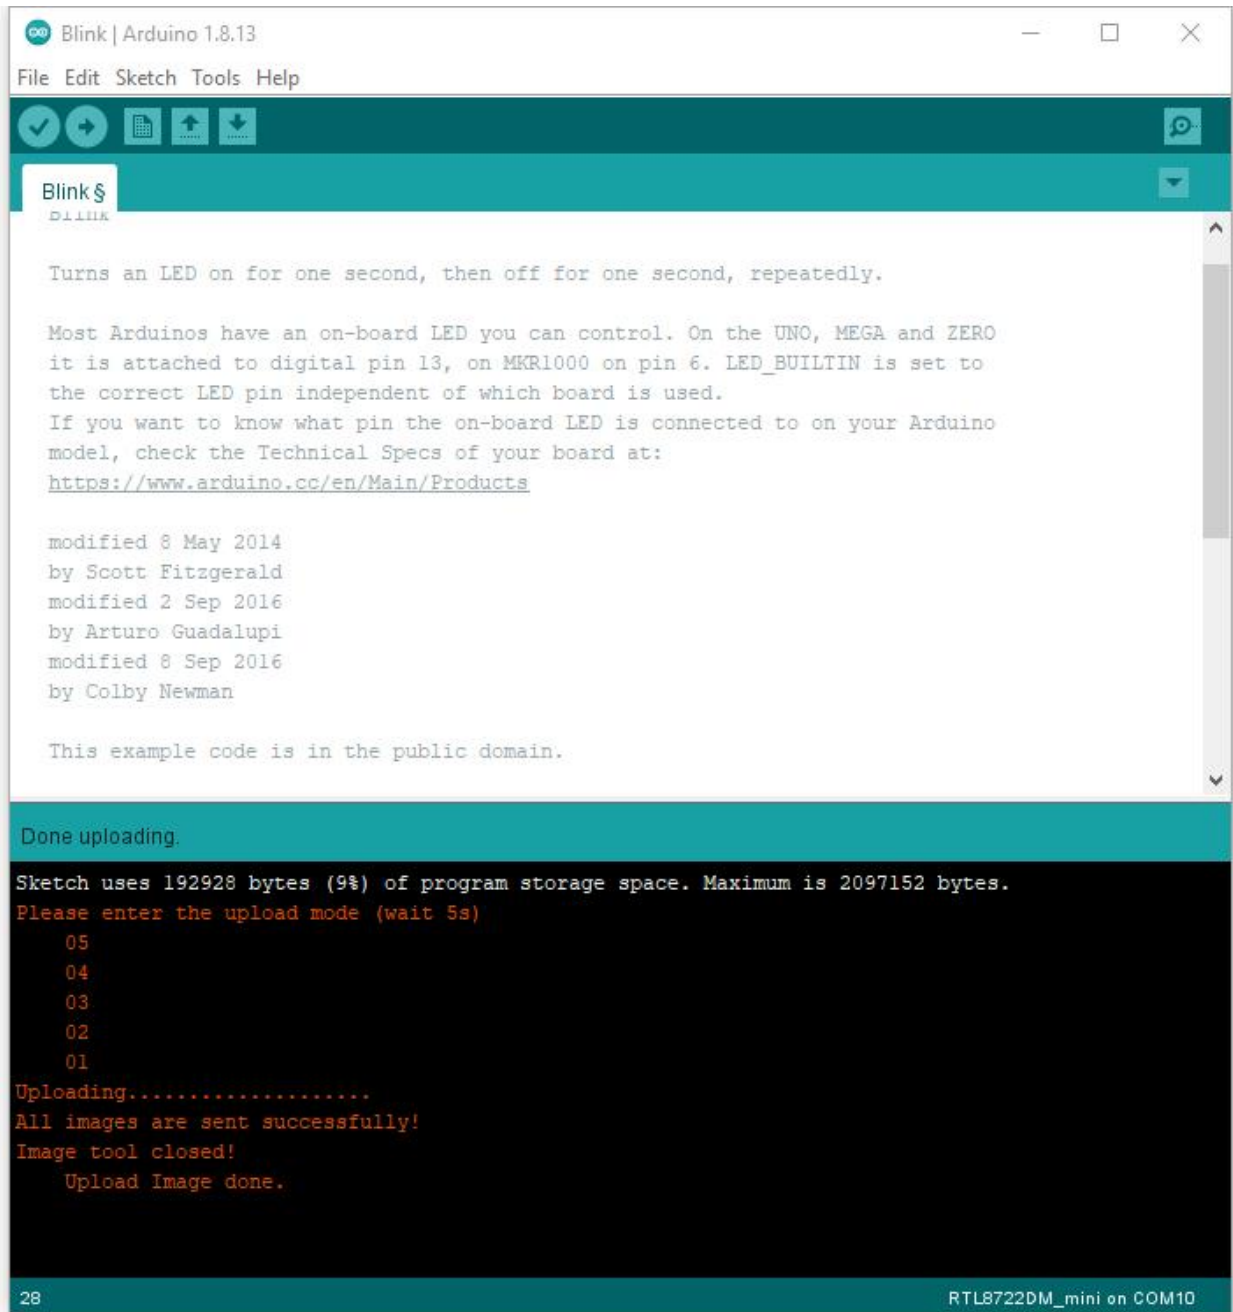 Blink | Arduino 1.8.13
File Edit Sketch Tools Help
Blink §
Blink
Turns an LED on for one second, then off for one second, repeatedly.
Most Arduinos have an on-board LED you can control. On the UNO, MEGA and ZERO
it is attached to digital pin 13, on MKR1000 on pin 6. LED_BUILTIN is set to
the correct LED pin independent of which board is used.
If you want to know what pin the on-board LED is connected to on your Arduino
model, check the Technical Specs of your board at:
https://www.arduino.cc/en/Main/Products
modified 8 May 2014
by Scott Fitzgerald
modified 2 Sep 2016
by Arturo Guadalupi
modified 8 Sep 2016
by Colby Newman
This example code is in the public domain.
Done uploading.
Sketch uses 192928 bytes (9%) of program storage space. Maximum is 2097152 bytes.
Please enter the upload mode (wait 5s)
05
04
03
02
01
Uploading....................
All images are sent successfully!
Image tool closed!
Upload Image done.
28
RTL8722DM_mini on COM10